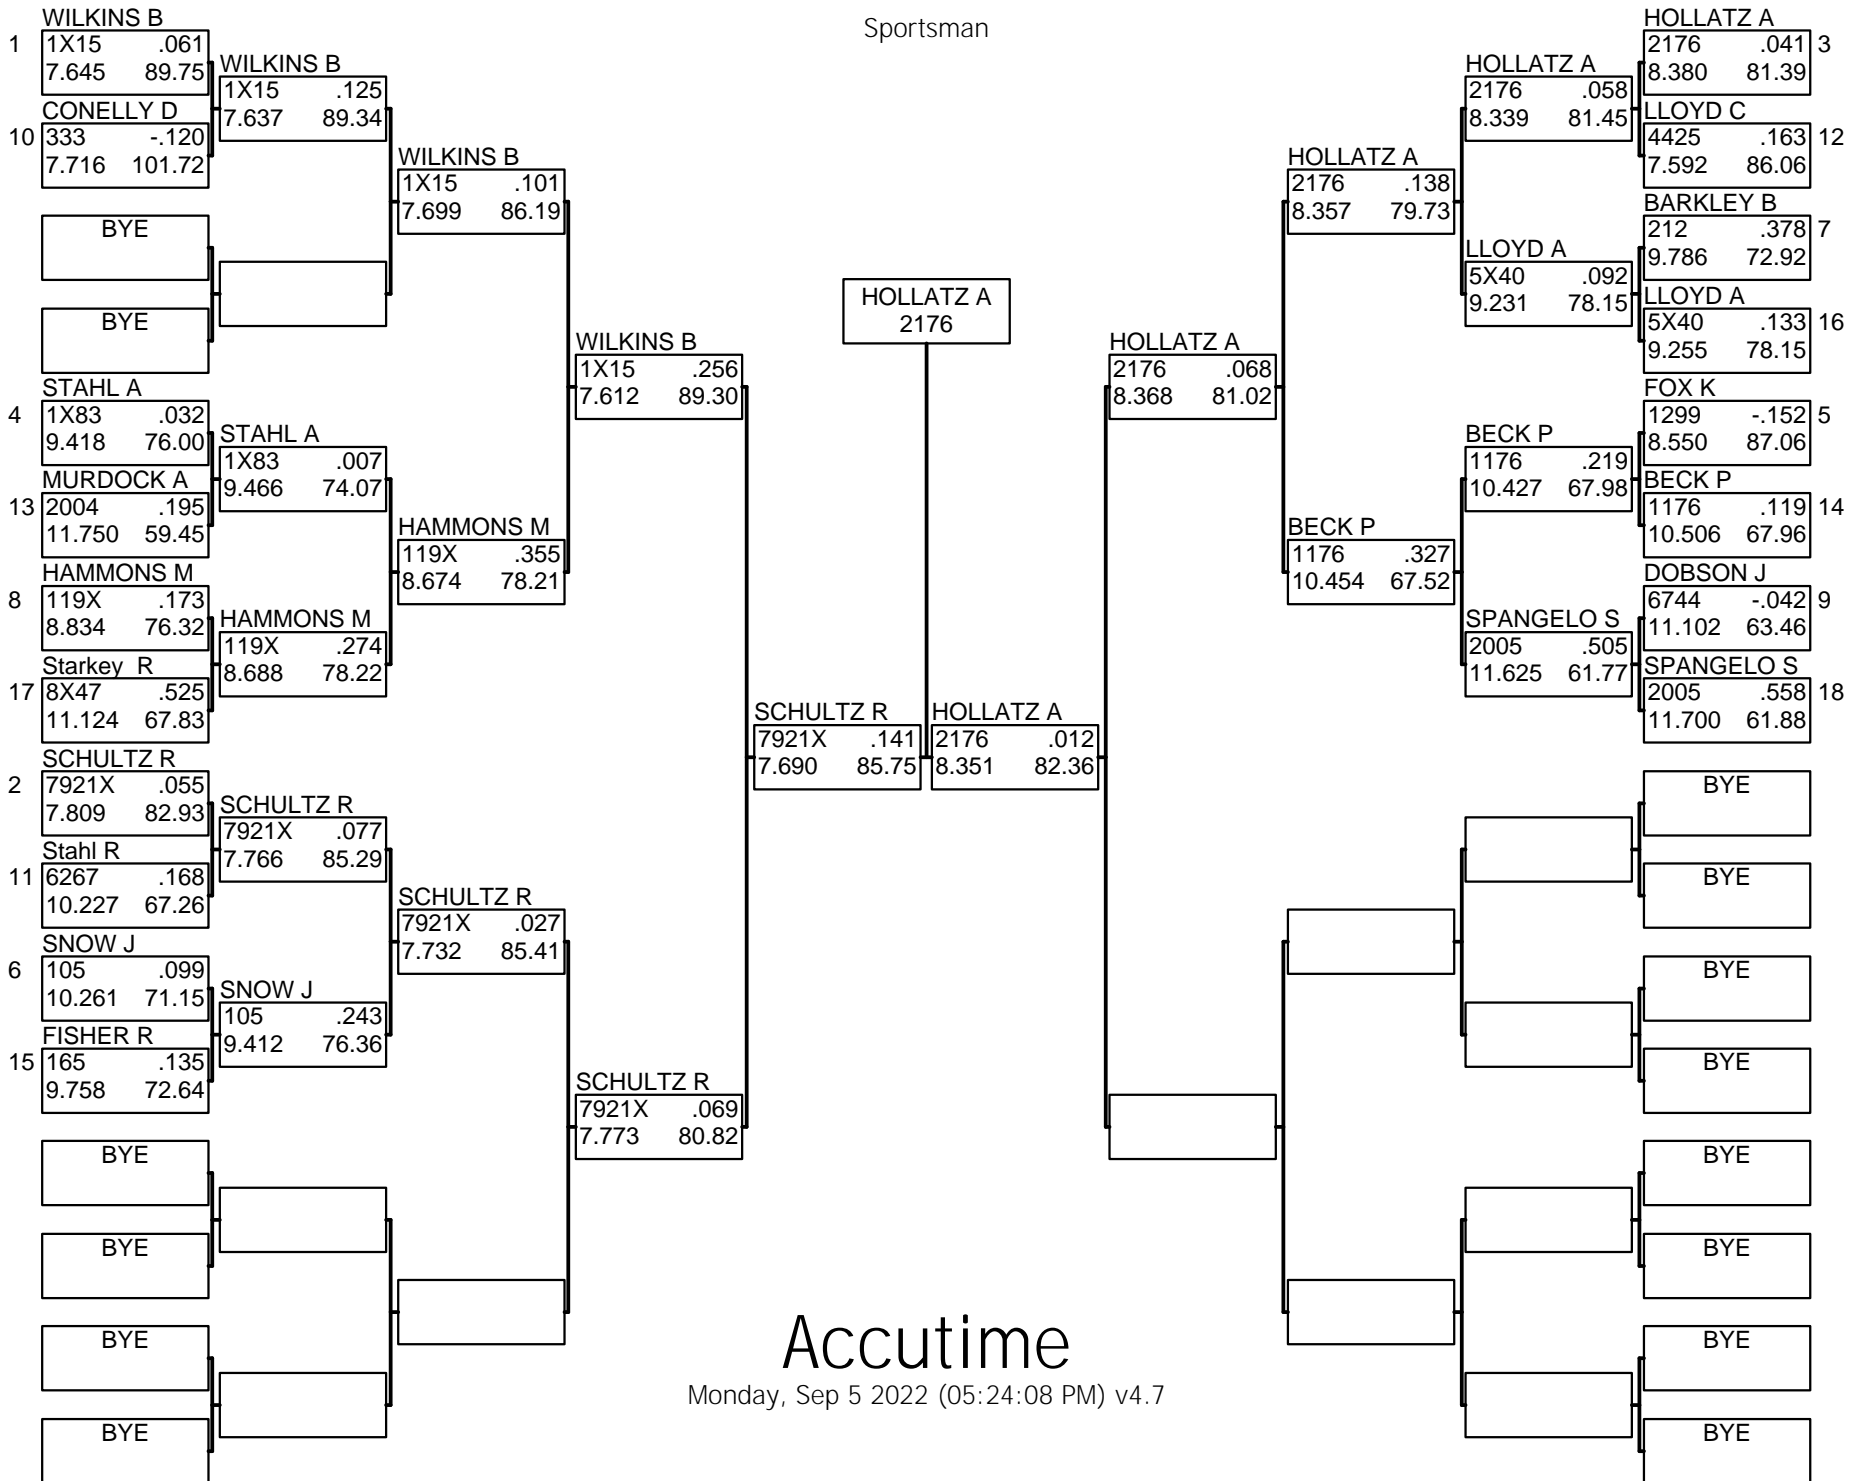 Sportsman
WILKINS B
1 1X15 .061
7.645 89.75
CONELLY D
10 333 -.120
7.716 101.72
BYE
BYE
STAHL A
4 1X83 .032
9.418 76.00
MURDOCK A
13 2004 .195
11.750 59.45
HAMMONS M
8 119X .173
8.834 76.32
Starkey R
17 8X47 .525
11.124 67.83
SCHULTZ R
2 7921X .055
7.809 82.93
Stahl R
11 6267 .168
10.227 67.26
SNOW J
6 105 .099
10.261 71.15
FISHER R
15 165 .135
9.758 72.64
BYE
BYE
BYE
BYE
WILKINS B
1X15 .125
7.637 89.34
STAHL A
1X83 .007
9.466 74.07
HAMMONS M
119X .274
8.688 78.22
SCHULTZ R
7921X .077
7.766 85.29
SNOW J
105 .243
9.412 76.36
WILKINS B
1X15 .101
7.699 86.19
HAMMONS M
119X .355
8.674 78.21
SCHULTZ R
7921X .027
7.732 85.41
WILKINS B
1X15 .256
7.612 89.30
SCHULTZ R
7921X .069
7.773 80.82
SCHULTZ R
7921X .141
7.690 85.75
HOLLATZ A
2176
HOLLATZ A
2176 .012
8.351 82.36
HOLLATZ A
2176 .068
8.368 81.02
HOLLATZ A
2176 .138
8.357 79.73
BECK P
1176 .327
10.454 67.52
HOLLATZ A
2176 .058
8.339 81.45
LLOYD A
5X40 .092
9.231 78.15
BECK P
1176 .219
10.427 67.98
SPANGELO S
2005 .505
11.625 61.77
HOLLATZ A
2176 .041 3
8.380 81.39
LLOYD C
4425 .163 12
7.592 86.06
BARKLEY B
212 .378 7
9.786 72.92
LLOYD A
5X40 .133 16
9.255 78.15
FOX K
1299 -.152 5
8.550 87.06
BECK P
1176 .119 14
10.506 67.96
DOBSON J
6744 -.042 9
11.102 63.46
SPANGELO S
2005 .558 18
11.700 61.88
BYE
BYE
BYE
BYE
BYE
BYE
BYE
BYE
Accutime
Monday, Sep 5 2022 (05:24:08 PM) v4.7